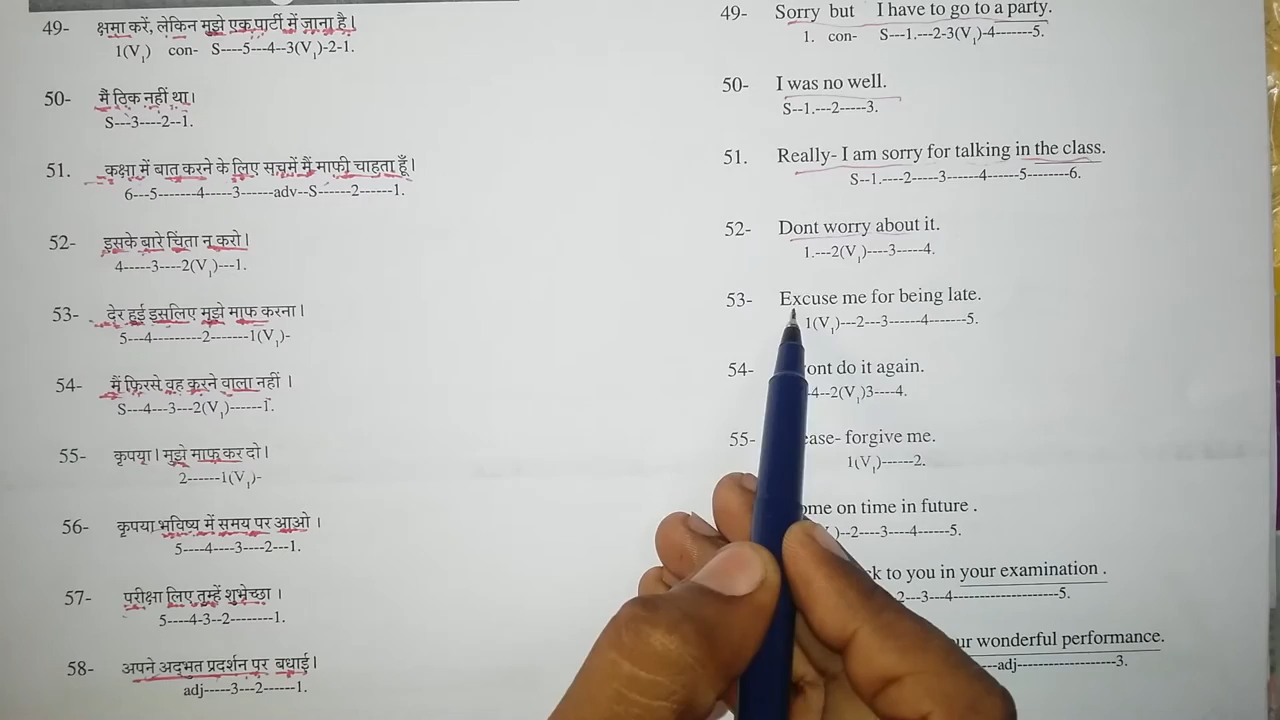 49- क्षमा करें, लेकिन मुझे एक पार्टी में जाना है।
1(V1) con- S----5---4--3(V1)-2-1.
50- मैं ठिक नहीं था।
S---3----2--1.
51. कक्षा में बात करने के लिए सचमें मैं माफी चाहता हूँ।
6---5-------4-----3-----adv--S------2------1.
52- इसके बारे चिंता न करो।
4-----3----2(V1)---1.
53- देर हुई इसलिए मुझे माफ करना।
5---4---------2-------1(V1)-
54- मैं फिरसे वह करने वाला नहीं ।
S---4---3---2(V1)------1.
55- कृपया। मुझे माफ कर दो।
2------1(V1)-
56- कृपया भविष्य में समय पर आओ ।
5----4----3----2---1.
57- परीक्षा लिए तुम्हें शुभेच्छा ।
5----4-3--2--------1.
58- अपने अद्भुत प्रदर्शन पर बधाई।
adj-----3---2------1.
49- Sorry but I have to go to a party.
1. con- S---1.---2-3(V1)-4-------5.
50- I was no well.
S--1.---2-----3.
51. Really- I am sorry for talking in the class.
S--1.----2-----3------4------5--------6.
52- Dont worry about it.
1.---2(V1)----3-----4.
53- Excuse me for being late.
1(V1)---2---3------4-------5.
54- ont do it again.
4--2(V1)3----4.
55- ase- forgive me.
1(V1)------2.
ome on time in future .
)--2----3----4-----5.
k to you in your examination .
2---3---4--------------------5.
ur wonderful performance.
---adj------------------3.